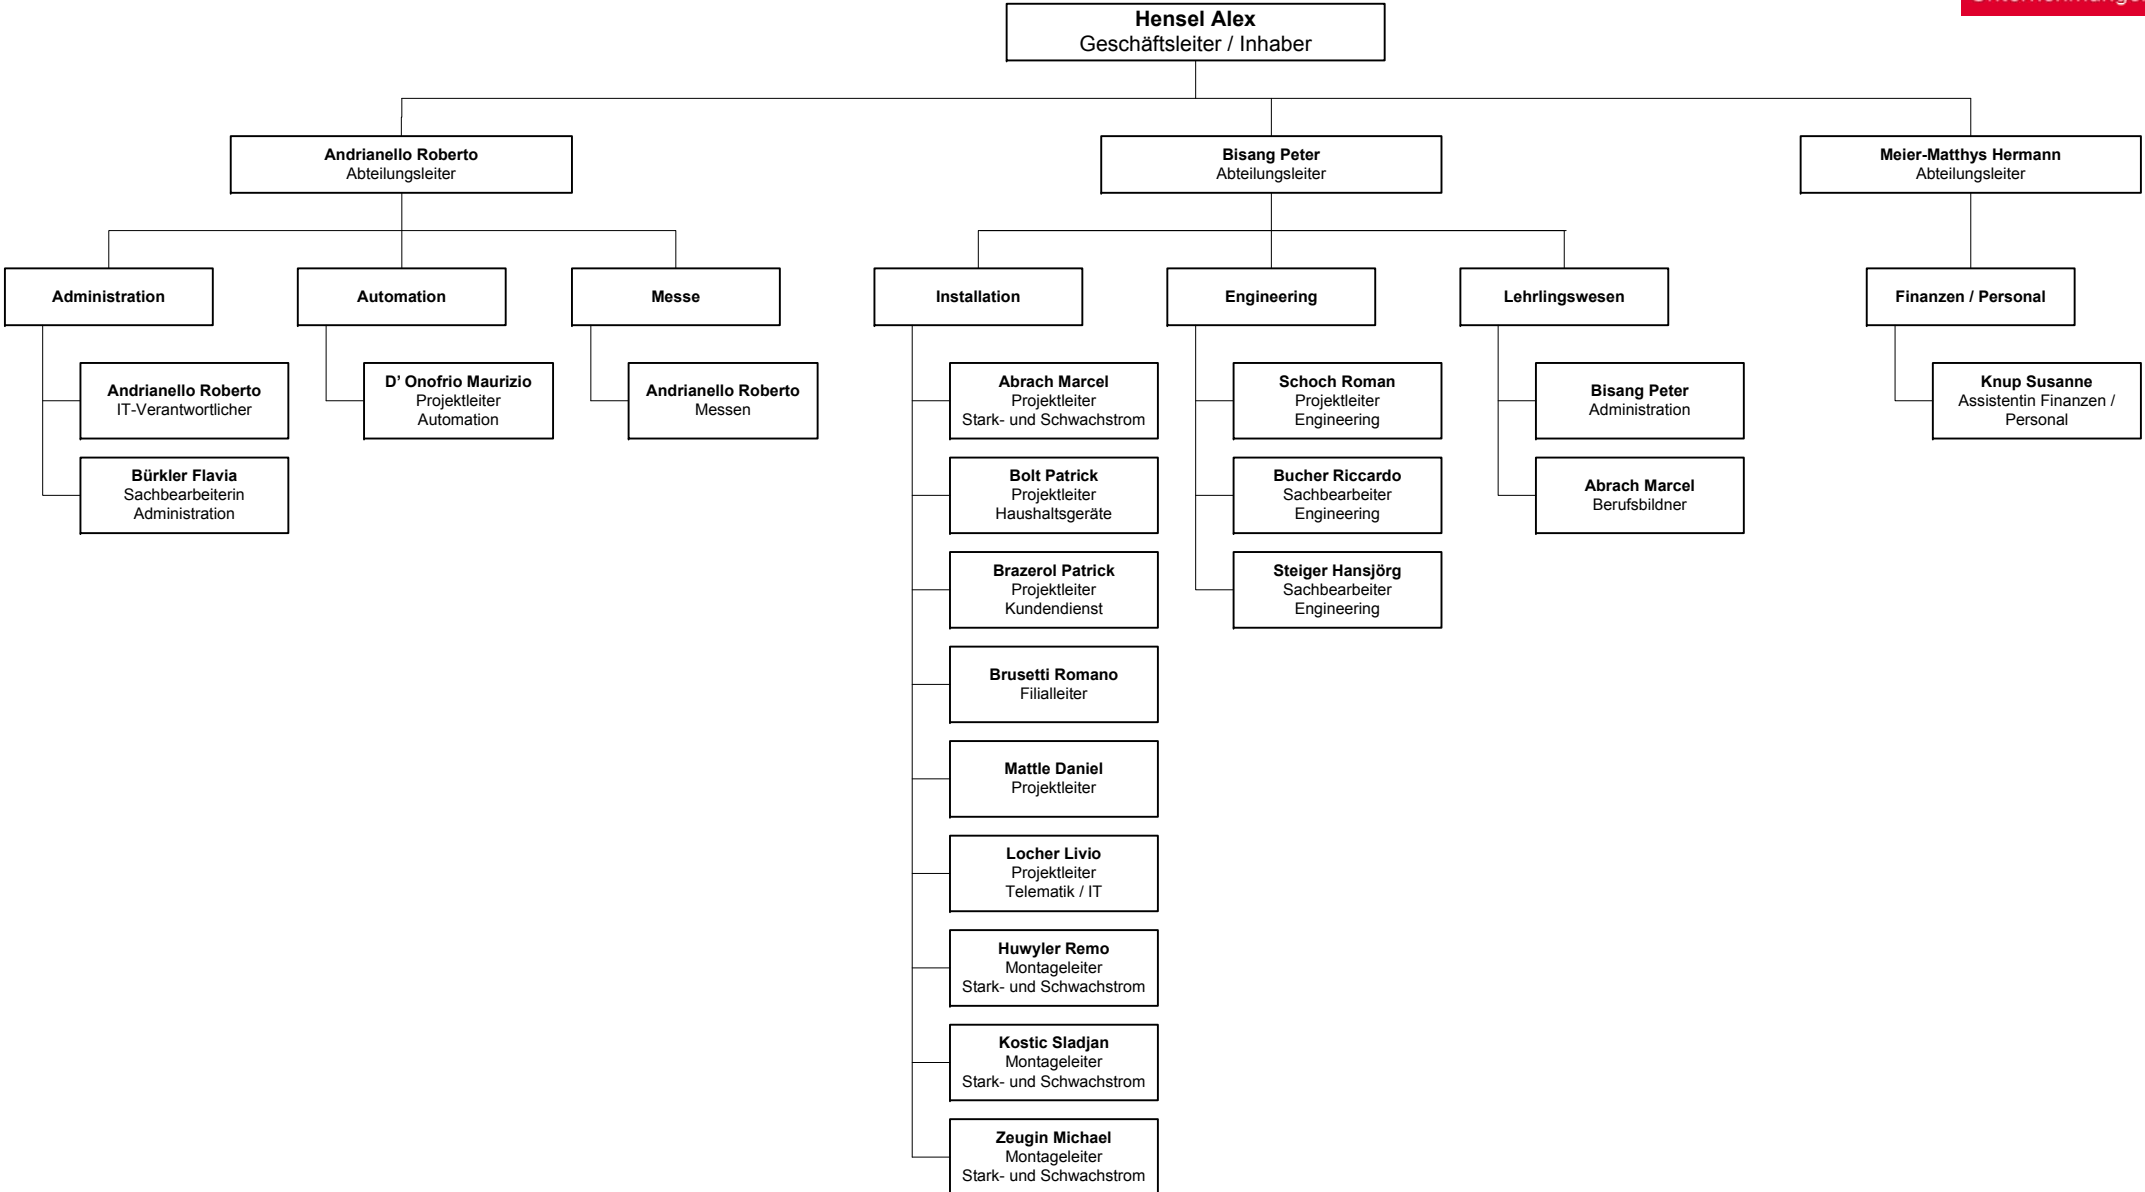 Hensel Alex
Geschäftsleiter / Inhaber
Andrianello Roberto
Abteilungsleiter
Bisang Peter
Abteilungsleiter
Meier-Matthys Hermann
Abteilungsleiter
Administration
Automation
Messe
Installation
Engineering
Lehrlingswesen
Finanzen / Personal
Andrianello Roberto
IT-Verantwortlicher
Bürkler Flavia
Sachbearbeiterin
Administration
D' Onofrio Maurizio
Projektleiter
Automation
Andrianello Roberto
Messen
Abrach Marcel
Projektleiter
Stark- und Schwachstrom
Bolt Patrick
Projektleiter
Haushaltsgeräte
Brazerol Patrick
Projektleiter
Kundendienst
Brusetti Romano
Filialleiter
Mattle Daniel
Projektleiter
Locher Livio
Projektleiter
Telematik / IT
Huwyler Remo
Montageleiter
Stark- und Schwachstrom
Kostic Sladjan
Montageleiter
Stark- und Schwachstrom
Zeugin Michael
Montageleiter
Stark- und Schwachstrom
Schoch Roman
Projektleiter
Engineering
Bucher Riccardo
Sachbearbeiter
Engineering
Steiger Hansjörg
Sachbearbeiter
Engineering
Bisang Peter
Administration
Abrach Marcel
Berufsbildner
Knup Susanne
Assistentin Finanzen /
Personal